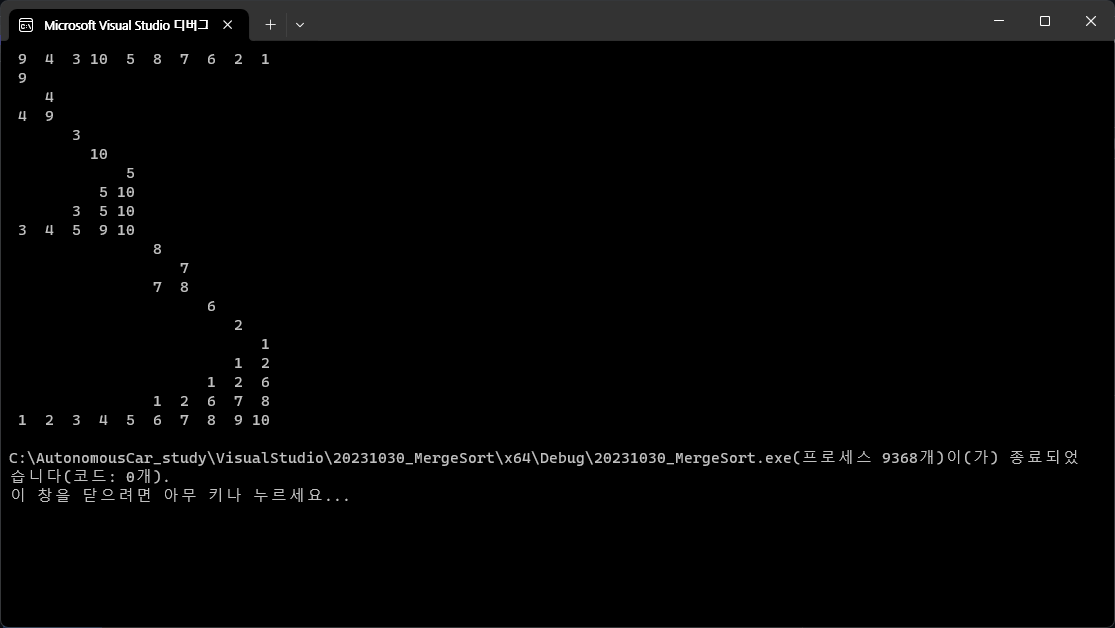 Microsoft Visual Studio 디버그
 9  4  3 10  5  8  7  6  2  1
 9
    4
 4  9
       3
         10
             5
          5 10
       3  5 10
 3  4  5  9 10
                8
                   7
                7  8
                      6
                         2
                            1
                         1  2
                      1  2  6
                1  2  6  7  8
 1  2  3  4  5  6  7  8  9 10
C:\AutonomousCar_study\VisualStudio\20231030_MergeSort\x64\Debug\20231030_MergeSort.exe(프로세스 9368개)이(가) 종료되었
습니다(코드: 0개).
이 창을 닫으려면 아무 키나 누르세요...